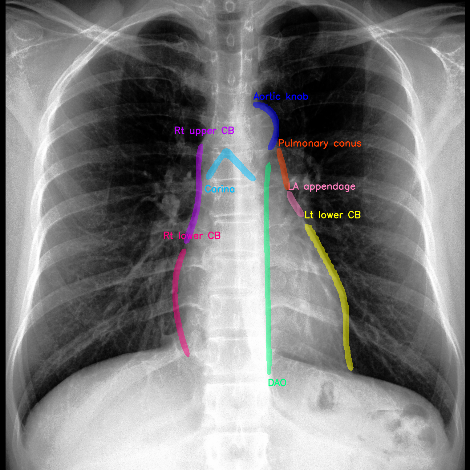 Aortic knob
Rt upper CB
Pulmonary conus
Carina
LA appendage
Lt lower CB
Rt lower CB
DAO